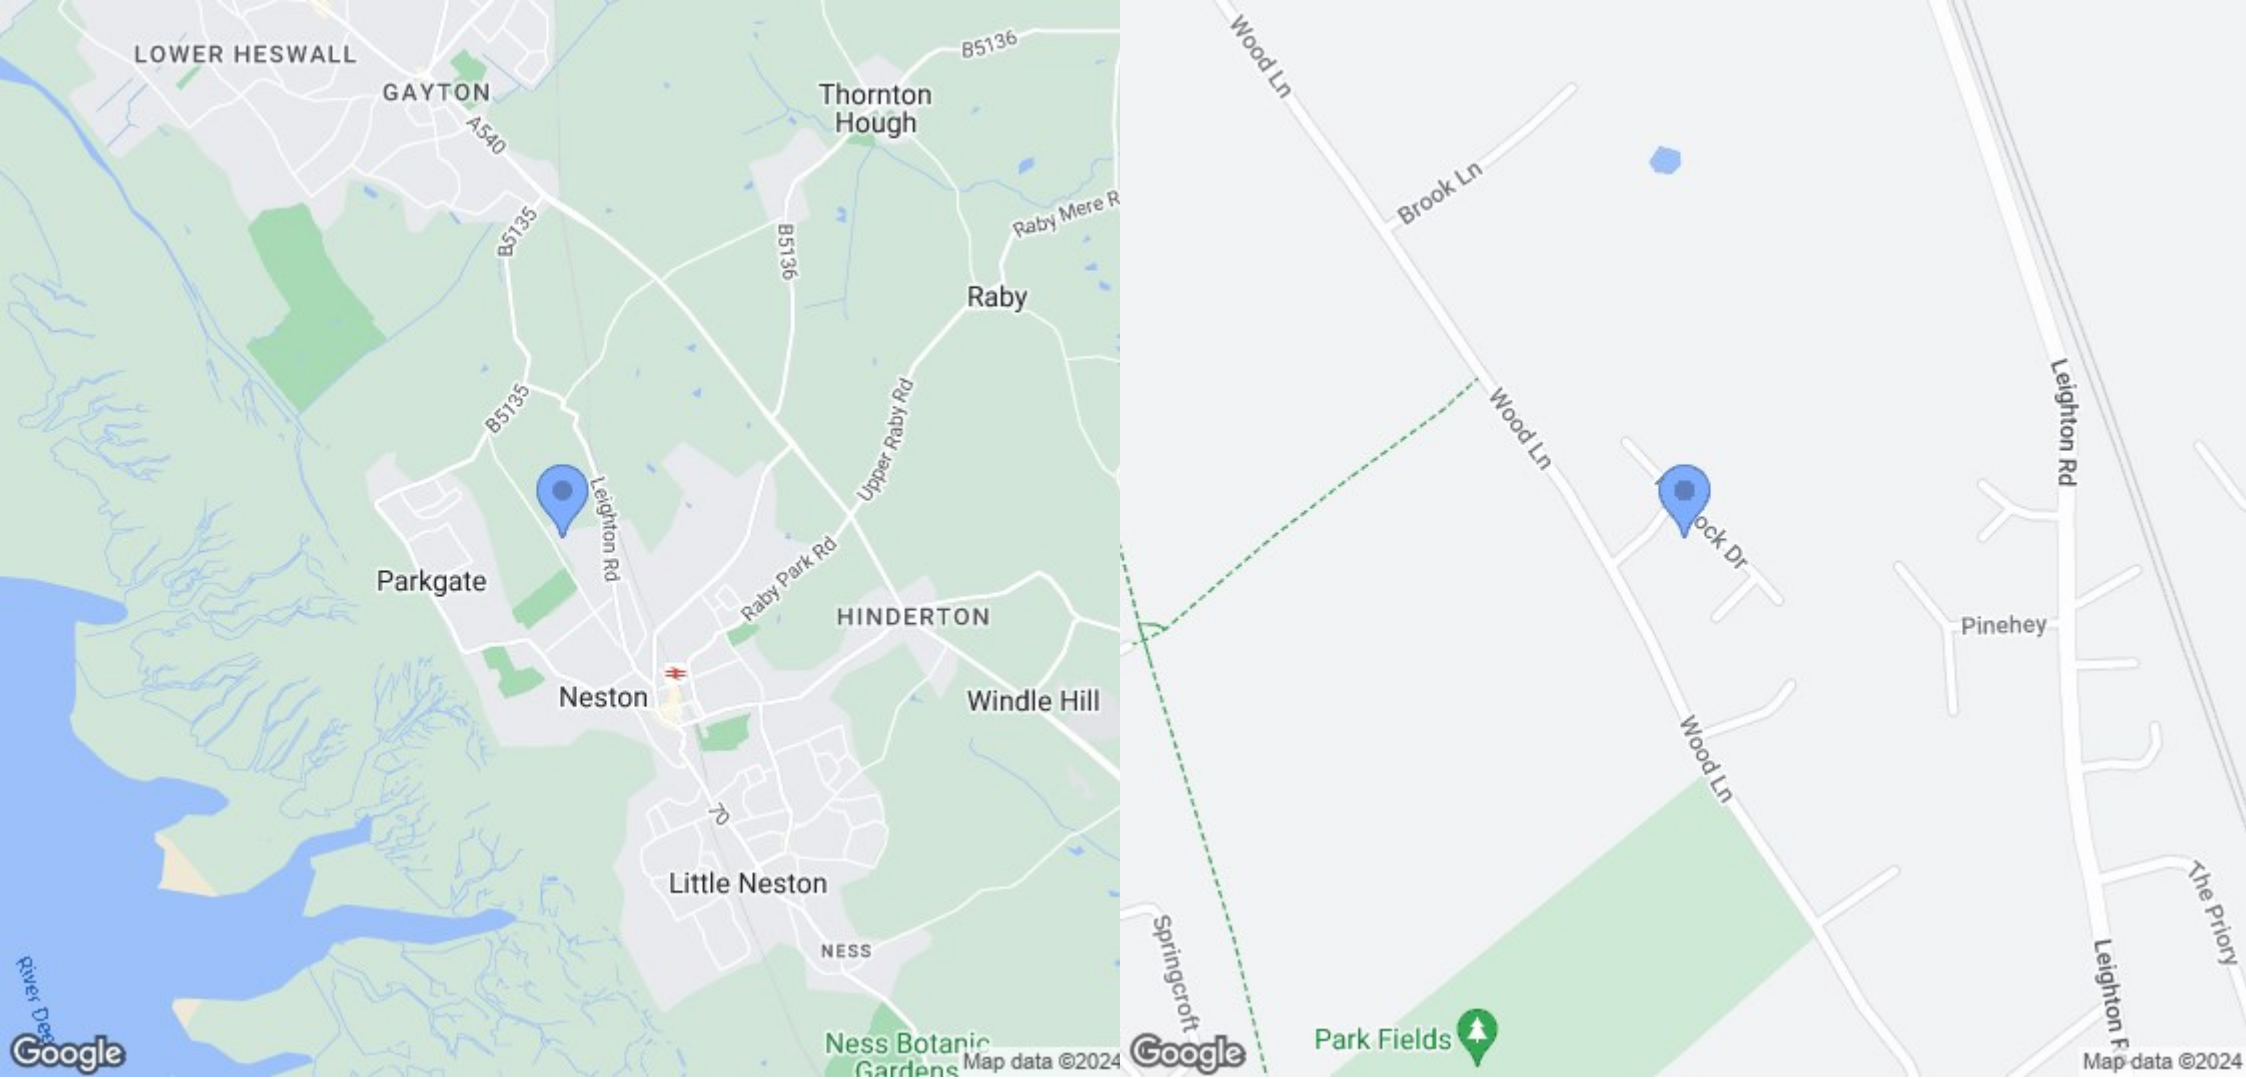 LOWER HESWALL
GAYTON
A540
B5135
B5135
Thornton
Hough
B5136
B5136
Raby Mere R
Raby
Upper Raby Rd
Leighton Rd
Parkgate
Raby Park Rd
HINDERTON
Neston
Windle Hill
70
Little Neston
NESS
River Dee
Ness Botanic
Gardens
Google
Map data ©2024
Wood Ln
Brook Ln
Wood Ln
Leighton Rd
ock Dr
Pinehey
Wood Ln
The Priory
Springcroft
Leighton R
Park Fields
Google
Map data ©2024